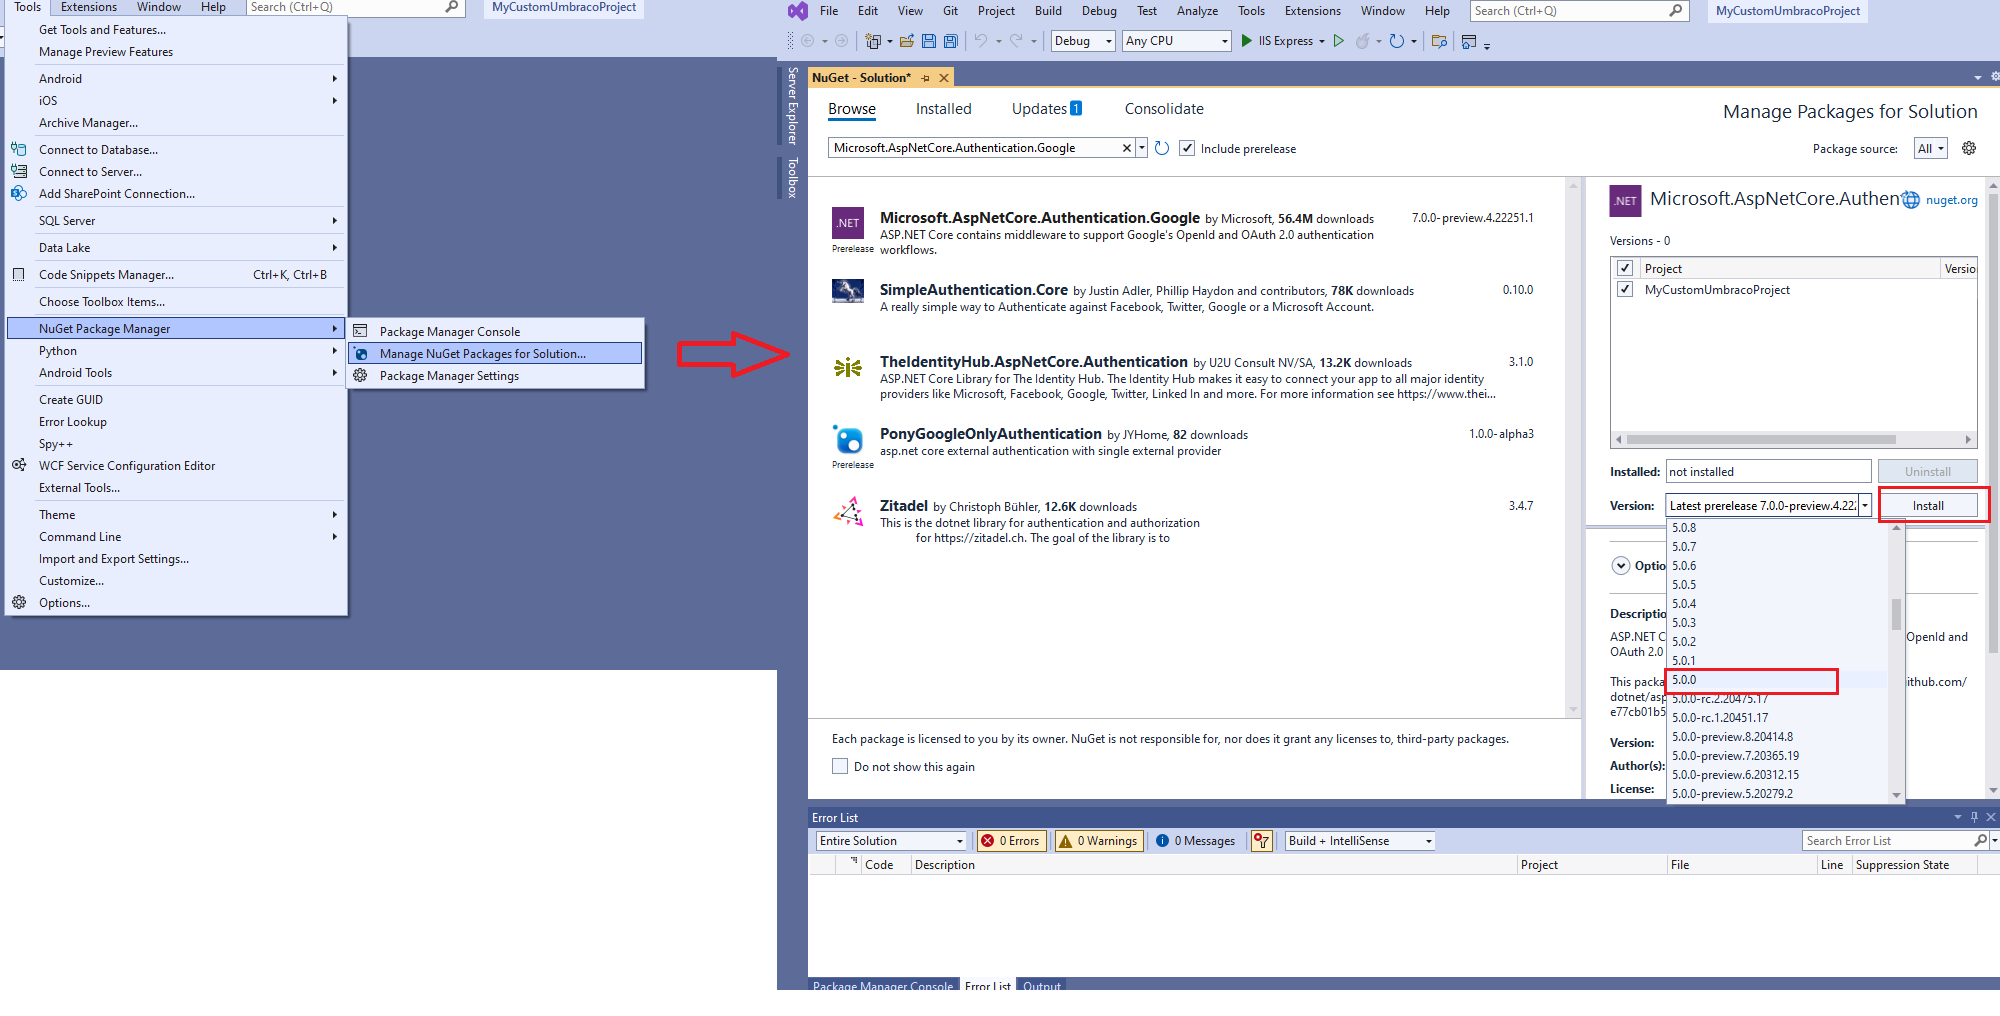 Tools Extensions Window Help Search (Ctrl+Q) MyCustomUmbracoProject
Get Tools and Features...
Manage Preview Features
Android
iOS
Archive Manager...
Connect to Database...
Connect to Server...
Add SharePoint Connection...
SQL Server
Data Lake
Code Snippets Manager... Ctrl+K, Ctrl+B
Choose Toolbox Items...
NuGet Package Manager
Python
Android Tools
Create GUID
Error Lookup
Spy++
WCF Service Configuration Editor
External Tools...
Theme
Command Line
Import and Export Settings...
Customize...
Options...
Package Manager Console
Manage NuGet Packages for Solution...
Package Manager Settings
File Edit View Git Project Build Debug Test Analyze Tools Extensions Window Help Search (Ctrl+Q) MyCustomUmbracoProject
Debug Any CPU IIS Express
Server Explorer
Toolbox
NuGet - Solution*
Browse Installed Updates 1 Consolidate
Manage Packages for Solution
Microsoft.AspNetCore.Authentication.Google Include prerelease
Package source: All
.NET
Prerelease
Microsoft.AspNetCore.Authentication.Google by Microsoft, 56.4M downloads 7.0.0-preview.4.22251.1
ASP.NET Core contains middleware to support Google's OpenId and OAuth 2.0 authentication
workflows.
SimpleAuthentication.Core by Justin Adler, Phillip Haydon and contributors, 78K downloads 0.10.0
A really simple way to Authenticate against Facebook, Twitter, Google or a Microsoft Account.
TheIdentityHub.AspNetCore.Authentication by U2U Consult NV/SA, 13.2K downloads 3.1.0
ASP.NET Core Library for The Identity Hub. The Identity Hub makes it easy to connect your app to all major identity
providers like Microsoft, Facebook, Google, Twitter, Linked In and more. For more information see https://www.thei...
PonyGoogleOnlyAuthentication by JYHome, 82 downloads 1.0.0-alpha3
asp.net core external authentication with single external provider
Prerelease
Zitadel by Christoph Bühler, 12.6K downloads 3.4.7
This is the dotnet library for authentication and authorization
for https://zitadel.ch. The goal of the library is to
Each package is licensed to you by its owner. NuGet is not responsible for, nor does it grant any licenses to, third-party packages.
Do not show this again
.NET Microsoft.AspNetCore.Authen nuget.org
Versions - 0
Project Versio
MyCustomUmbracoProject
Installed: not installed Uninstall
Version: Latest prerelease 7.0.0-preview.4.22 Install
5.0.8
5.0.7
5.0.6
5.0.5
5.0.4
5.0.3
5.0.2
5.0.1
5.0.0
5.0.0-rc.2.20475.17
5.0.0-rc.1.20451.17
5.0.0-preview.8.20414.8
5.0.0-preview.7.20365.19
5.0.0-preview.6.20312.15
5.0.0-preview.5.20279.2
Optio
Descriptio
ASP.NET C OpenId and
OAuth 2.0
This packa ithub.com/
dotnet/asp
e77cb01b5
Version:
Author(s):
License:
Error List
Entire Solution 0 Errors 0 Warnings 0 Messages Build + IntelliSense Search Error List
Code Description Project File Line Suppression State
Package Manager Console Error List Output